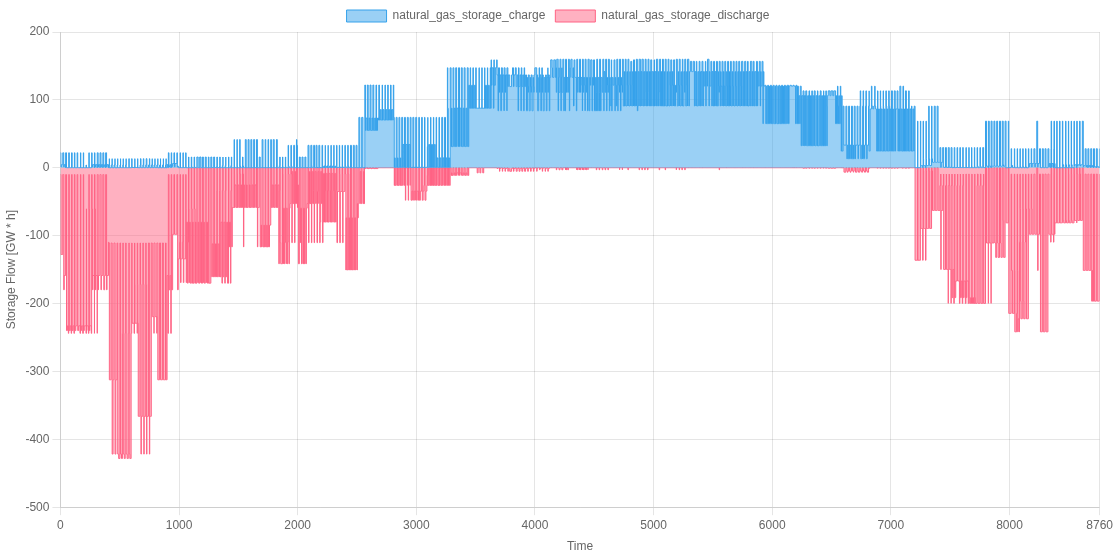 natural_gas_storage_charge natural_gas_storage_discharge
200
100
0
-100
-200
-300
-400
-500
Storage Flow [GW * h]
0 1000 2000 3000 4000 5000 6000 7000 8000 8760
Time